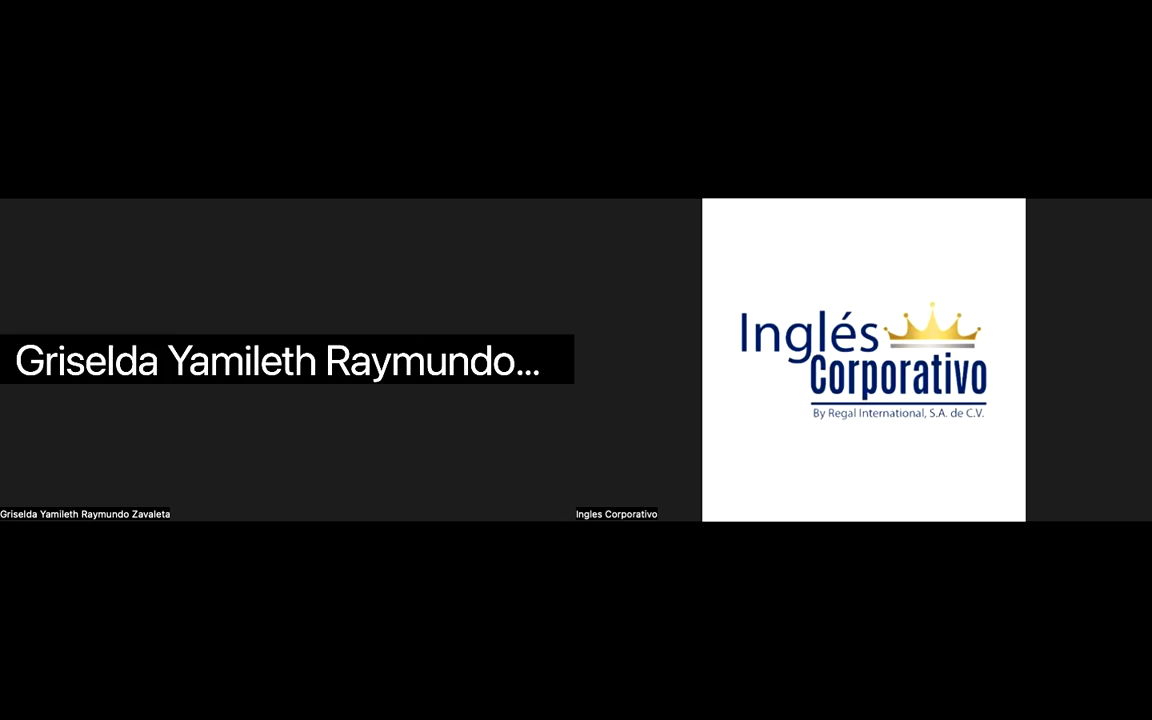 Griselda Yamileth Raymundo...
Griselda Yamileth Raymundo Zavaleta
Inglés
Corporativo
By Regal International, S.A. de C.V.
Ingles Corporativo